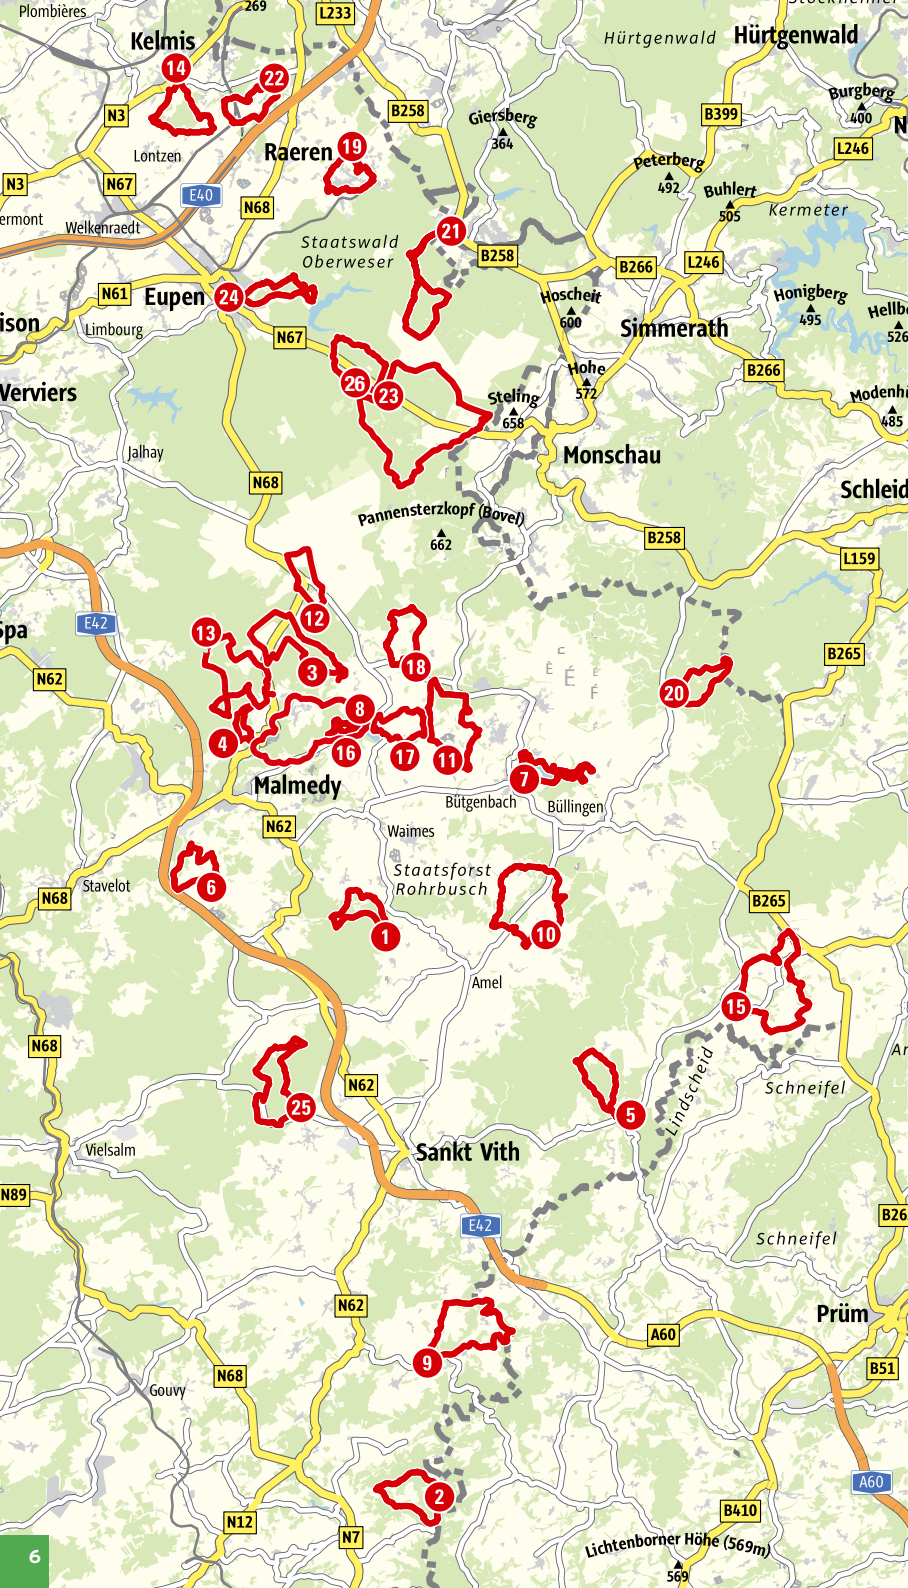 Plombières
269
L233
Stockheimer
Kelmis
Hürtgenwald
Hürtgenwald
14
22
N3
B258
Giersberg
364
B399
Burgberg
400
N
L246
Lontzen
Raeren
19
Peterberg
492
Buhlert
505
Kermeter
N3
N67
E40
N68
ermont
Welkenraedt
21
Staatswald
Oberweser
B258
B266
L246
N61
Eupen
24
Hoscheit
600
Honigberg
495
Hellbe
526
ison
Limbourg
N67
Simmerath
Verviers
26
23
Steling
658
Hohe
572
B266
Modenhü
485
Jalhay
Monschau
N68
Schleid
Pannensterzkopf (Bovel)
662
B258
L159
E42
Spa
13
12
3
18
B265
N62
20
8
4
16
17
11
Malmedy
7
Bütgenbach
Büllingen
N62
Waimes
Staatsforst
Rohrbusch
Stavelot
6
N68
B265
1
10
Amel
15
N68
Lindscheid
Schneifel
Ar
N62
25
5
Vielsalm
Sankt Vith
N89
E42
B26
Schneifel
N62
Prüm
A60
9
N68
B51
Gouvy
2
A60
N12
N7
B410
Lichtenborner Höhe (569m)
569
6